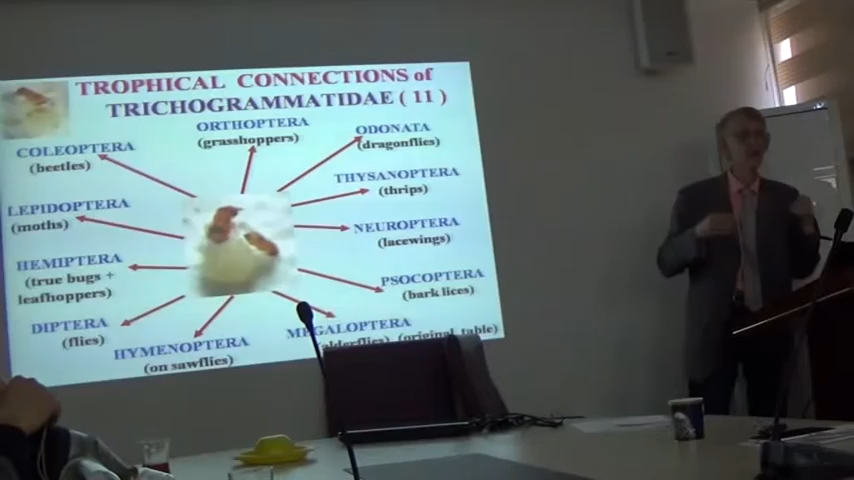 TROPHICAL CONNECTIONS of
TRICHOGRAMMATIDAE ( 11 )
COLEOPTERA
(beetles)
ORTHOPTERA
(grasshoppers)
ODONATA
(dragonflies)
THYSANOPTERA
(thrips)
LEPIDOPTERA
(moths)
NEUROPTERA
(lacewings)
HEMIPTERA
(true bugs +
leafhoppers)
PSOCOPTERA
(bark lices)
DIPTERA
(flies)
HYMENOPTERA
(on sawflies)
MEGALOPTERA
alderflies) (original table)